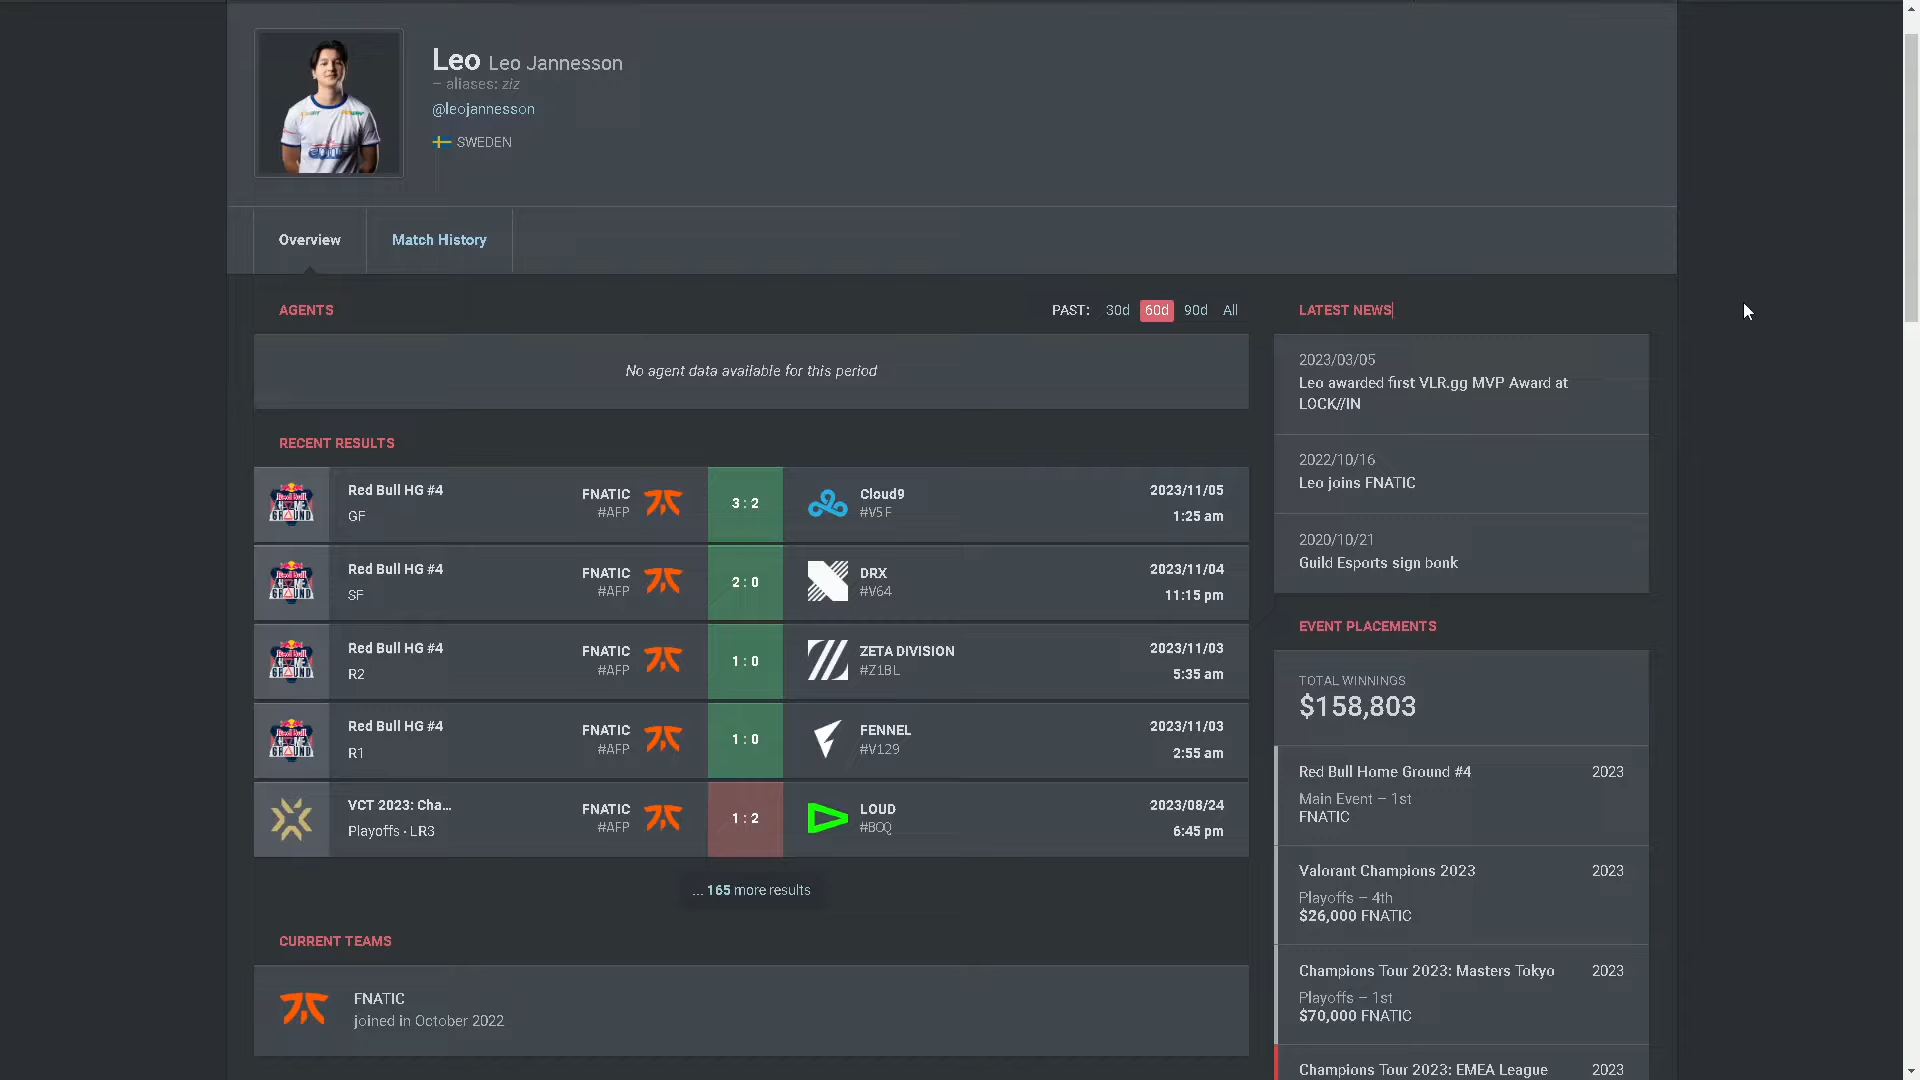 Leo Leo Jannesson
– aliases: ziz
@leojannesson
SWEDEN
Overview
Match History
AGENTS
PAST: 30d 60d 90d All
No agent data available for this period
RECENT RESULTS
Red Bull HG #4
GF
FNATIC
#AFP
3 : 2
Cloud9
#V5F
2023/11/05
1:25 am
Red Bull HG #4
SF
FNATIC
#AFP
2 : 0
DRX
#V64
2023/11/04
11:15 pm
Red Bull HG #4
R2
FNATIC
#AFP
1 : 0
ZETA DIVISION
#Z1BL
2023/11/03
5:35 am
Red Bull HG #4
R1
FNATIC
#AFP
1 : 0
FENNEL
#V129
2023/11/03
2:55 am
VCT 2023: Cha...
Playoffs · LR3
FNATIC
#AFP
1 : 2
LOUD
#BOQ
2023/08/24
6:45 pm
... 165 more results
CURRENT TEAMS
FNATIC
joined in October 2022
LATEST NEWS
2023/03/05
Leo awarded first VLR.gg MVP Award at
LOCK//IN
2022/10/16
Leo joins FNATIC
2020/10/21
Guild Esports sign bonk
EVENT PLACEMENTS
TOTAL WINNINGS
$158,803
Red Bull Home Ground #4 2023
Main Event – 1st
FNATIC
Valorant Champions 2023 2023
Playoffs – 4th
$26,000 FNATIC
Champions Tour 2023: Masters Tokyo 2023
Playoffs – 1st
$70,000 FNATIC
Champions Tour 2023: EMEA League 2023